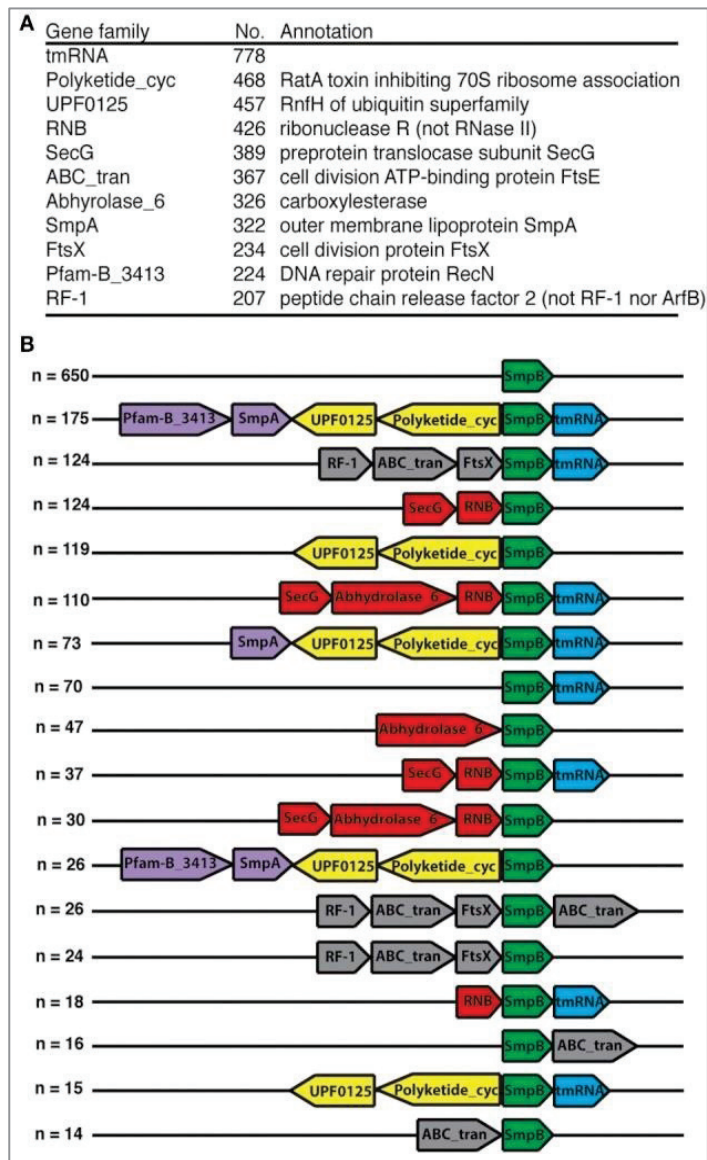 A
Gene family No. Annotation
tmRNA 778
Polyketide_cyc 468 RatA toxin inhibiting 70S ribosome association
UPF0125 457 RnfH of ubiquitin superfamily
RNB 426 ribonuclease R (not RNase II)
SecG 389 preprotein translocase subunit SecG
ABC_tran 367 cell division ATP-binding protein FtsE
Abhyrolase_6 326 carboxylesterase
SmpA 322 outer membrane lipoprotein SmpA
FtsX 234 cell division protein FtsX
Pfam-B_3413 224 DNA repair protein RecN
RF-1 207 peptide chain release factor 2 (not RF-1 nor ArfB)
B
n = 650 SmpB
n = 175 Pfam-B_3413 SmpA UPF0125 Polyketide_cyc SmpB tmRNA
n = 124 RF-1 ABC_tran FtsX SmpB tmRNA
n = 124 SecG RNB SmpB
n = 119 UPF0125 Polyketide_cyc SmpB
n = 110 SecG Abhydrolase 6 RNB SmpB tmRNA
n = 73 SmpA UPF0125 Polyketide_cyc SmpB tmRNA
n = 70 SmpB tmRNA
n = 47 Abhydrolase 6 SmpB
n = 37 SecG RNB SmpB tmRNA
n = 30 SecG Abhydrolase 6 RNB SmpB
n = 26 Pfam-B_3413 SmpA UPF0125 Polyketide_cyc SmpB
n = 26 RF-1 ABC_tran FtsX SmpB ABC_tran
n = 24 RF-1 ABC_tran FtsX SmpB
n = 18 RNB SmpB tmRNA
n = 16 SmpB ABC_tran
n = 15 UPF0125 Polyketide_cyc SmpB tmRNA
n = 14 ABC_tran SmpB